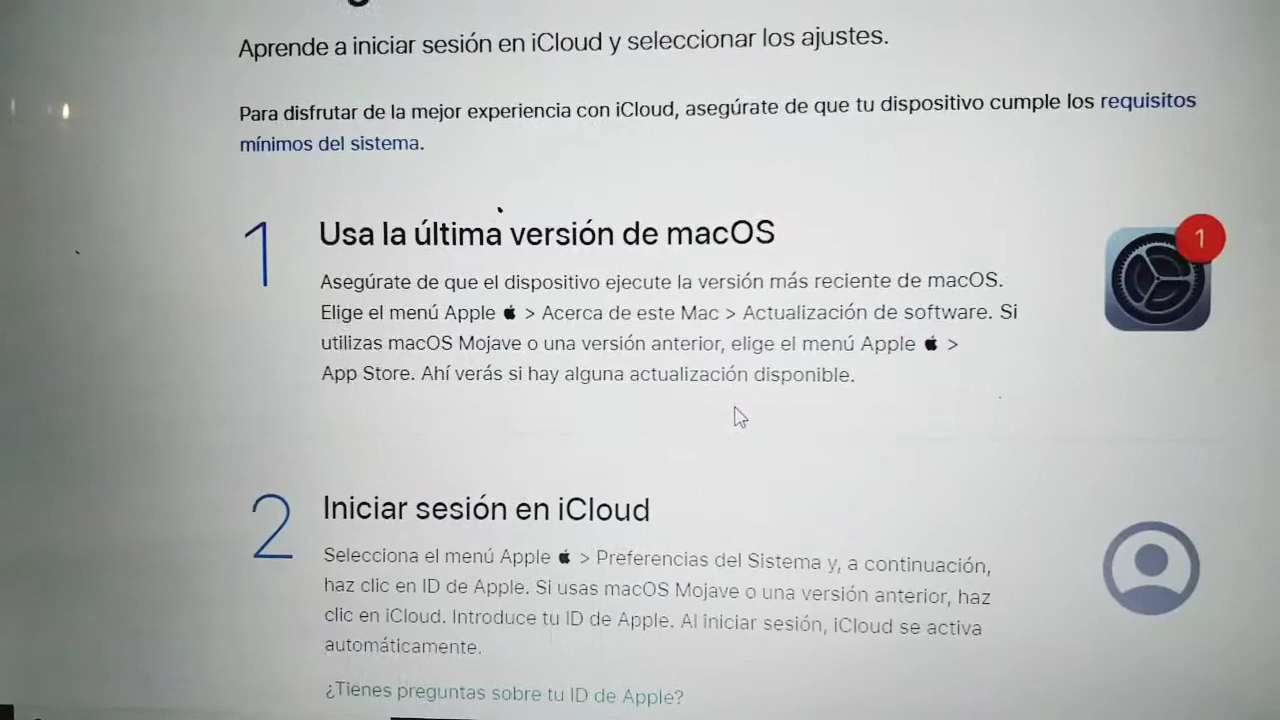 Aprende a iniciar sesión en iCloud y seleccionar los ajustes.
Para disfrutar de la mejor experiencia con iCloud, asegúrate de que tu dispositivo cumple los requisitos
mínimos del sistema.
1
Usa la última versión de macOS
1
Asegúrate de que el dispositivo ejecute la versión más reciente de macOS.
Elige el menú Apple > Acerca de este Mac > Actualización de software. Si
utilizas macOS Mojave o una versión anterior, elige el menú Apple >
App Store. Ahí verás si hay alguna actualización disponible.
2
Iniciar sesión en iCloud
Selecciona el menú Apple > Preferencias del Sistema y, a continuación,
haz clic en ID de Apple. Si usas macOS Mojave o una versión anterior, haz
clic en iCloud. Introduce tu ID de Apple. Al iniciar sesión, iCloud se activa
automáticamente.
¿Tienes preguntas sobre tu ID de Apple?